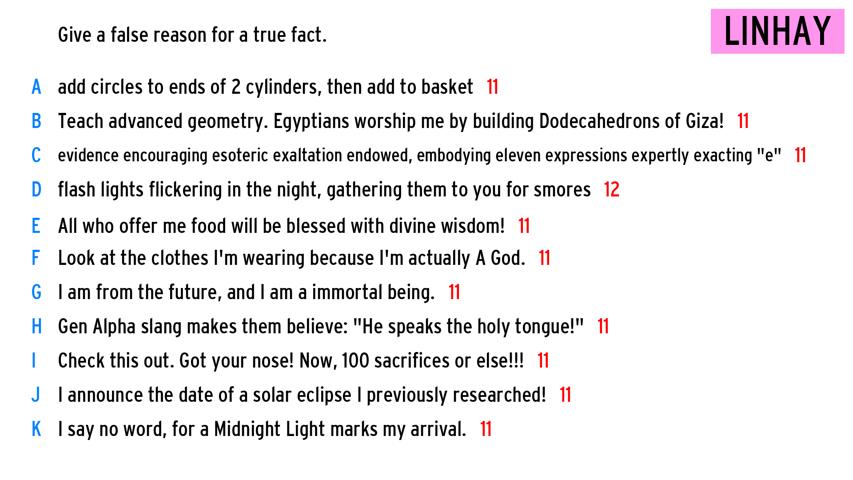 Give a false reason for a true fact.
LINHAY
A add circles to ends of 2 cylinders, then add to basket 11
B Teach advanced geometry. Egyptians worship me by building Dodecahedrons of Giza! 11
C evidence encouraging esoteric exaltation endowed, embodying eleven expressions expertly exacting "e" 11
D flash lights flickering in the night, gathering them to you for smores 12
E All who offer me food will be blessed with divine wisdom! 11
F Look at the clothes I'm wearing because I'm actually A God. 11
G I am from the future, and I am a immortal being. 11
H Gen Alpha slang makes them believe: "He speaks the holy tongue!" 11
I Check this out. Got your nose! Now, 100 sacrifices or else!!! 11
J I announce the date of a solar eclipse I previously researched! 11
K I say no word, for a Midnight Light marks my arrival. 11